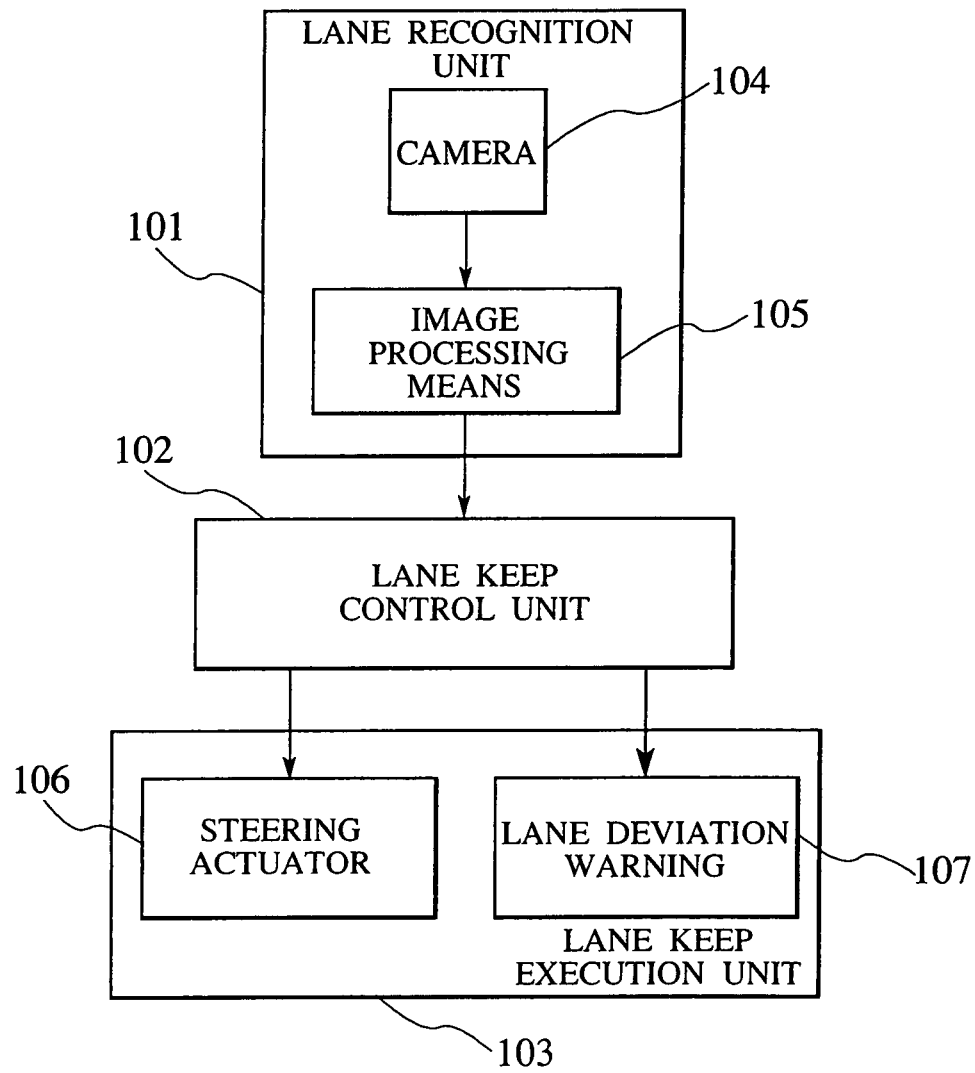 LANE RECOGNITION
UNIT
104
CAMERA
101
IMAGE
PROCESSING
MEANS
105
102
LANE KEEP
CONTROL UNIT
106
STEERING
ACTUATOR
LANE DEVIATION
WARNING
107
LANE KEEP
EXECUTION UNIT
103